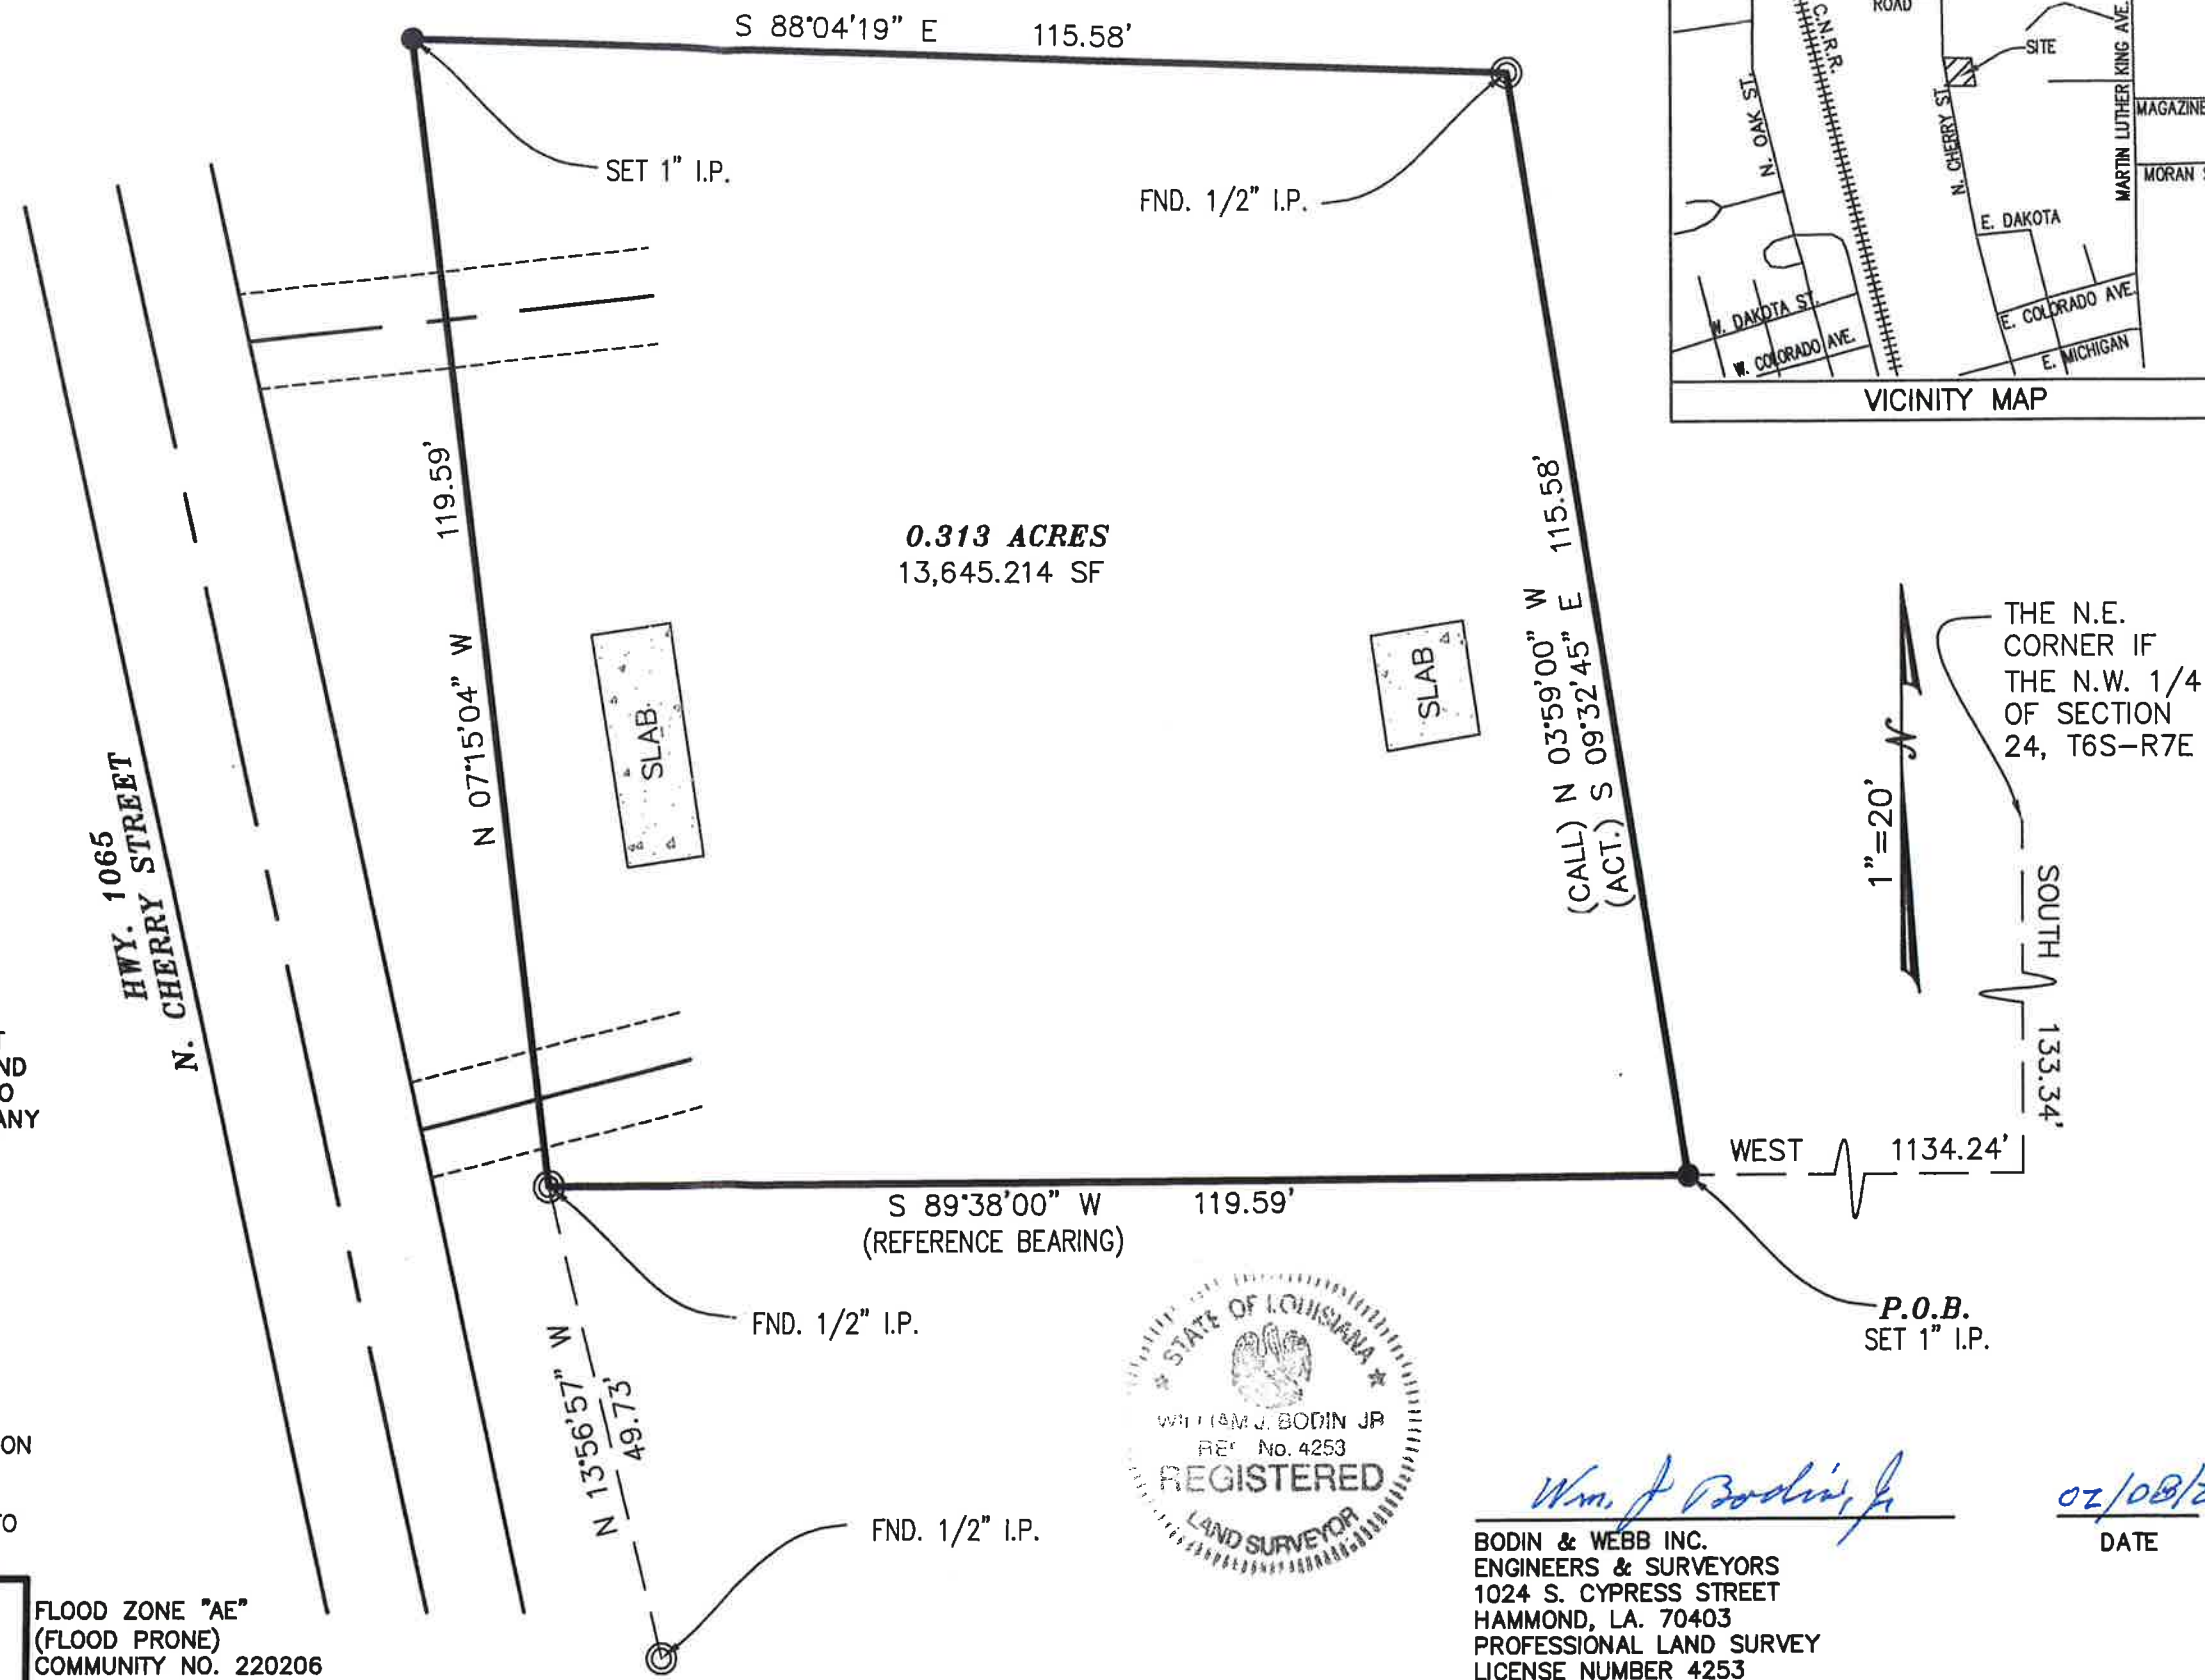 S 88°04'19" E 115.58'
SET 1" I.P.
FND. 1/2" I.P.
119.59'
N 07°15'04" W
0.313 ACRES
13,645.214 SF
SLAB
SLAB
(CALL) N 03°59'00" W
(ACT.) S 09°32'45" E 115.58'
HWY. 1065
N. CHERRY STREET
S 89°38'00" W 119.59'
(REFERENCE BEARING)
FND. 1/2" I.P.
N 13°56'57" W
49.73'
FND. 1/2" I.P.
P.O.B.
SET 1" I.P.
WEST 1134.24'
SOUTH 133.34'
1"=20'
N
THE N.E.
CORNER IF
THE N.W. 1/4
OF SECTION
24, T6S-R7E
ROAD
C.N.R.R.
SITE
N. OAK ST.
N. CHERRY ST.
MARTIN LUTHER KING AVE.
MAGAZINE
MORAN
E. DAKOTA
W. DAKOTA ST.
W. COLORADO AVE.
E. COLORADO AVE.
E. MICHIGAN
VICINITY MAP
ND
O
ANY
ON
TO
FLOOD ZONE "AE"
(FLOOD PRONE)
COMMUNITY NO. 220206
STATE OF LOUISIANA
WILLIAM J. BODIN JR
No. 4253
REGISTERED
LAND SURVEYOR
Wm. J Bodin, Jr
02/08/2
DATE
BODIN & WEBB INC.
ENGINEERS & SURVEYORS
1024 S. CYPRESS STREET
HAMMOND, LA. 70403
PROFESSIONAL LAND SURVEY
LICENSE NUMBER 4253